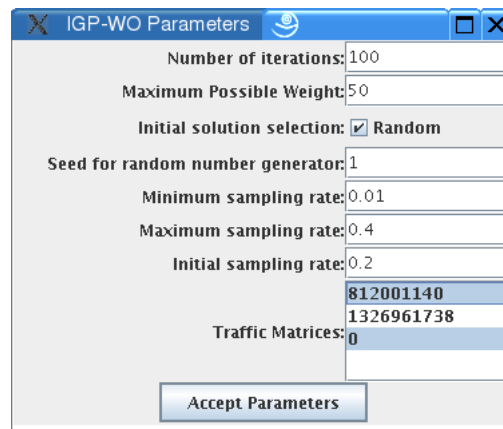 IGP-WO Parameters
Number of iterations: 100
Maximum Possible Weight: 50
Initial solution selection: Random
Seed for random number generator: 1
Minimum sampling rate: 0.01
Maximum sampling rate: 0.4
Initial sampling rate: 0.2
812001140
1326961738
Traffic Matrices: 0
Accept Parameters